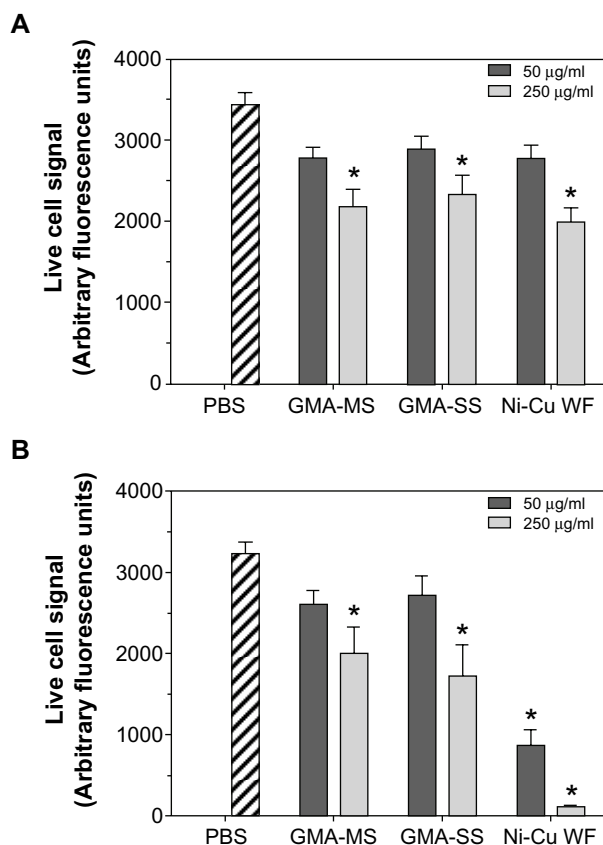 A
Live cell signal
(Arbitrary fluorescence units)
4000
3000
2000
1000
0
50 μg/ml
250 μg/ml
*
*
*
PBS
GMA-MS
GMA-SS
Ni-Cu WF
B
Live cell signal
(Arbitrary fluorescence units)
4000
3000
2000
1000
0
50 μg/ml
250 μg/ml
*
*
*
*
PBS
GMA-MS
GMA-SS
Ni-Cu WF